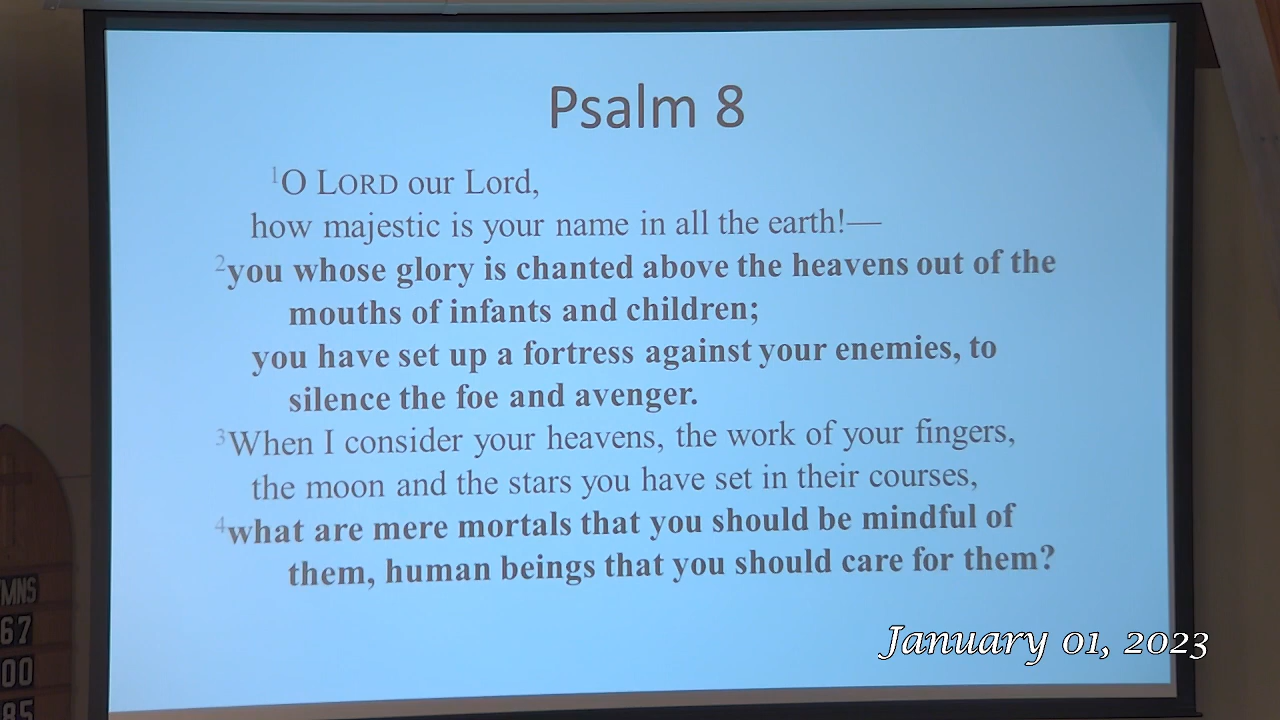 Psalm 8
1O LORD our Lord,
how majestic is your name in all the earth!—
2you whose glory is chanted above the heavens out of the
mouths of infants and children;
you have set up a fortress against your enemies, to
silence the foe and avenger.
3When I consider your heavens, the work of your fingers,
the moon and the stars you have set in their courses,
4what are mere mortals that you should be mindful of
them, human beings that you should care for them?
MNS
67
00
85
January 01, 2023